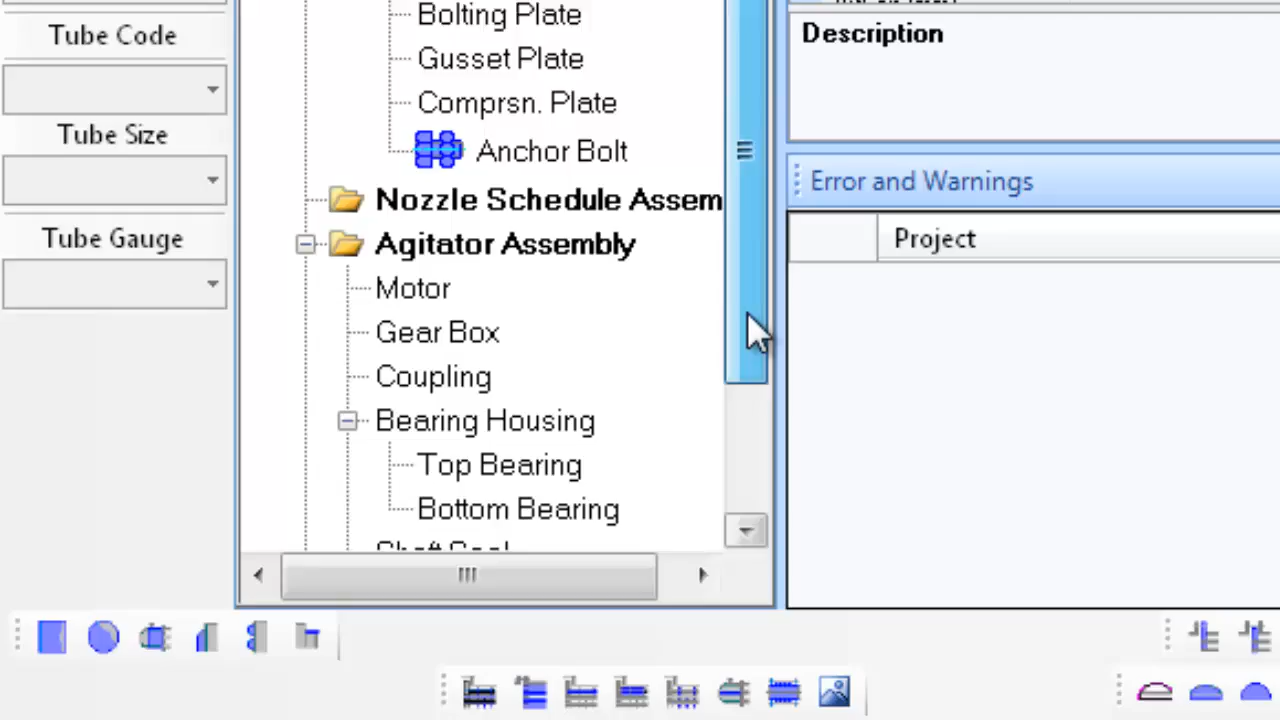 Tube Code
Tube Size
Tube Gauge
Bolting Plate
Gusset Plate
Comprsn. Plate
Anchor Bolt
Nozzle Schedule Assem
Agitator Assembly
Motor
Gear Box
Coupling
Bearing Housing
Top Bearing
Bottom Bearing
Description
Error and Warnings
Project